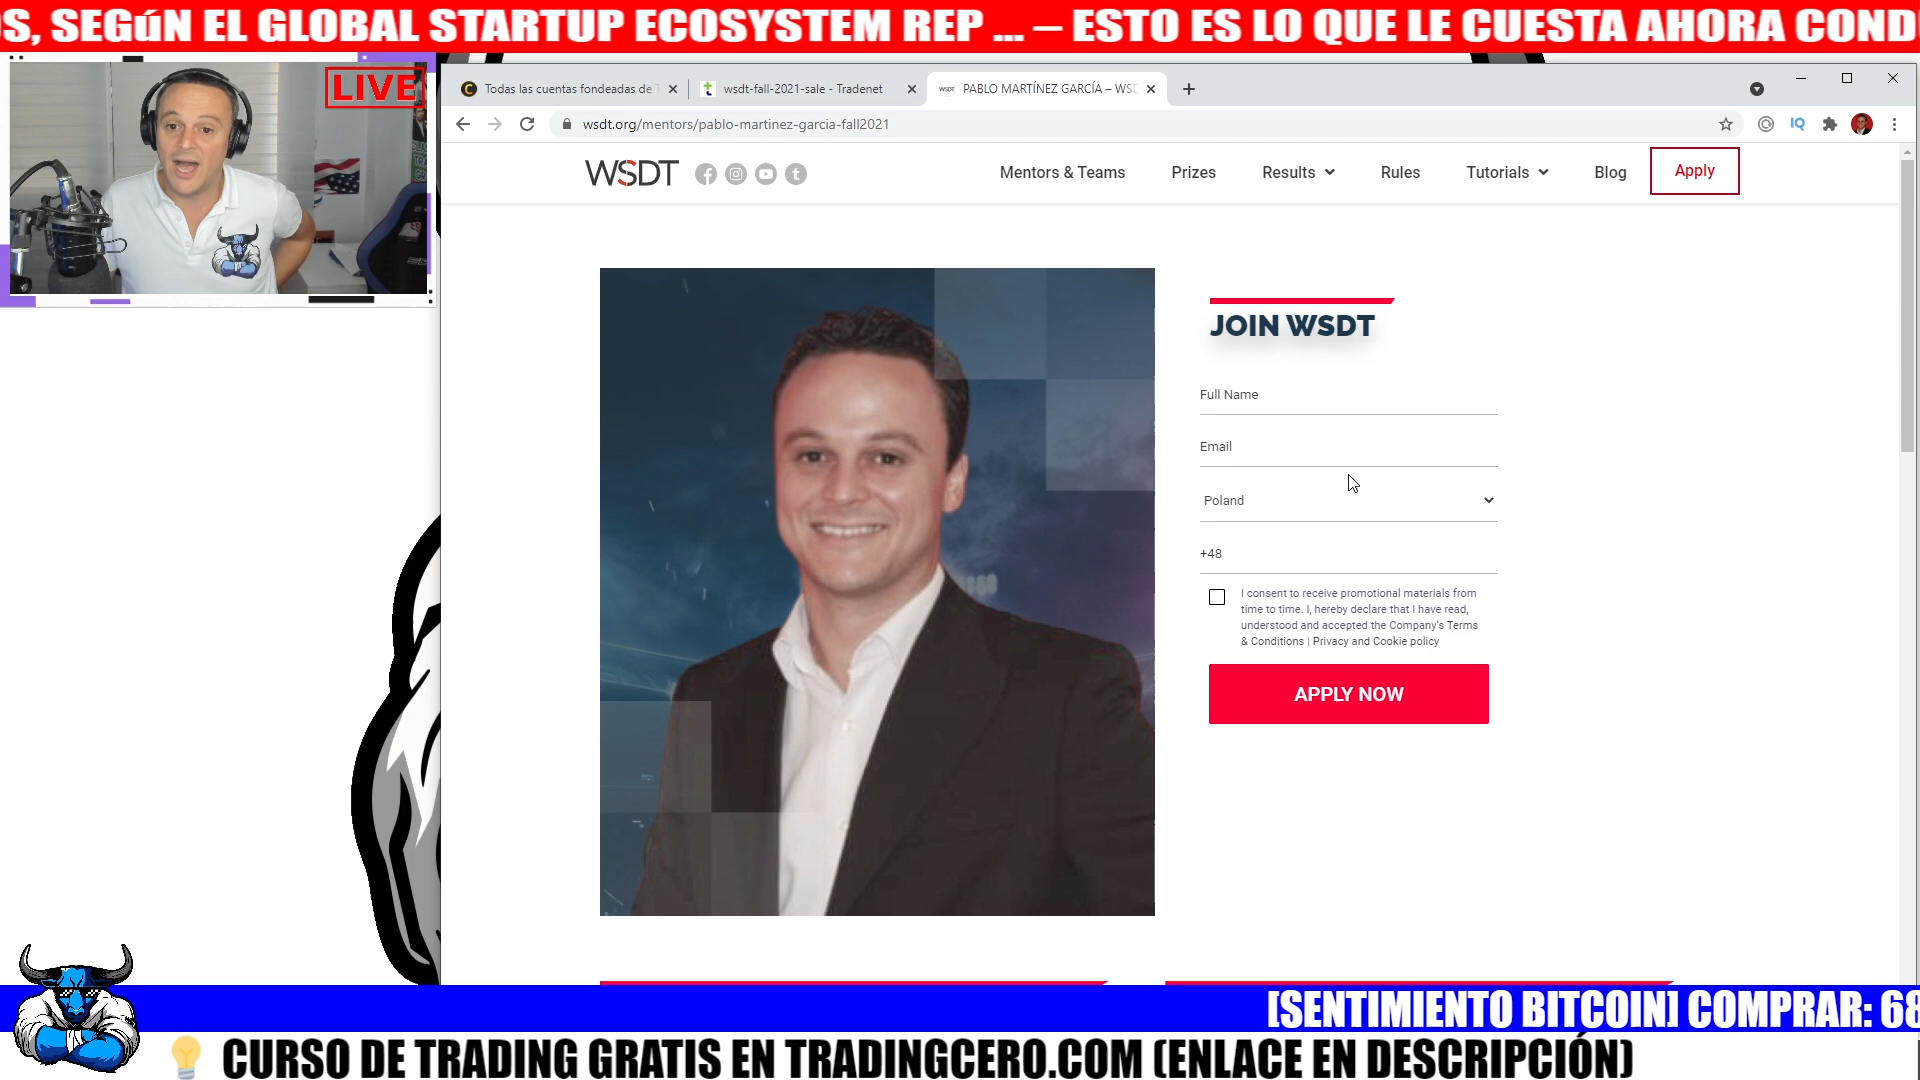 S, SEGúN EL GLOBAL STARTUP ECOSYSTEM REP ... — ESTO ES LO QUE LE CUESTA AHORA COND
LIVE
Todas las cuentas fondeadas de T
wsdt-fall-2021-sale - Tradenet
WSDT
PABLO MARTÍNEZ GARCÍA – WSD
wsdt.org/mentors/pablo-martinez-garcia-fall2021
IQ
WSDT
Mentors & Teams
Prizes
Results
Rules
Tutorials
Blog
Apply
JOIN WSDT
Full Name
Email
Poland
+48
I consent to receive promotional materials from
time to time. I, hereby declare that I have read,
understood and accepted the Company's Terms
& Conditions | Privacy and Cookie policy
APPLY NOW
[SENTIMIENTO BITCOIN] COMPRAR: 68
CURSO DE TRADING GRATIS EN TRADINGCERO.COM (ENLACE EN DESCRIPCIÓN)